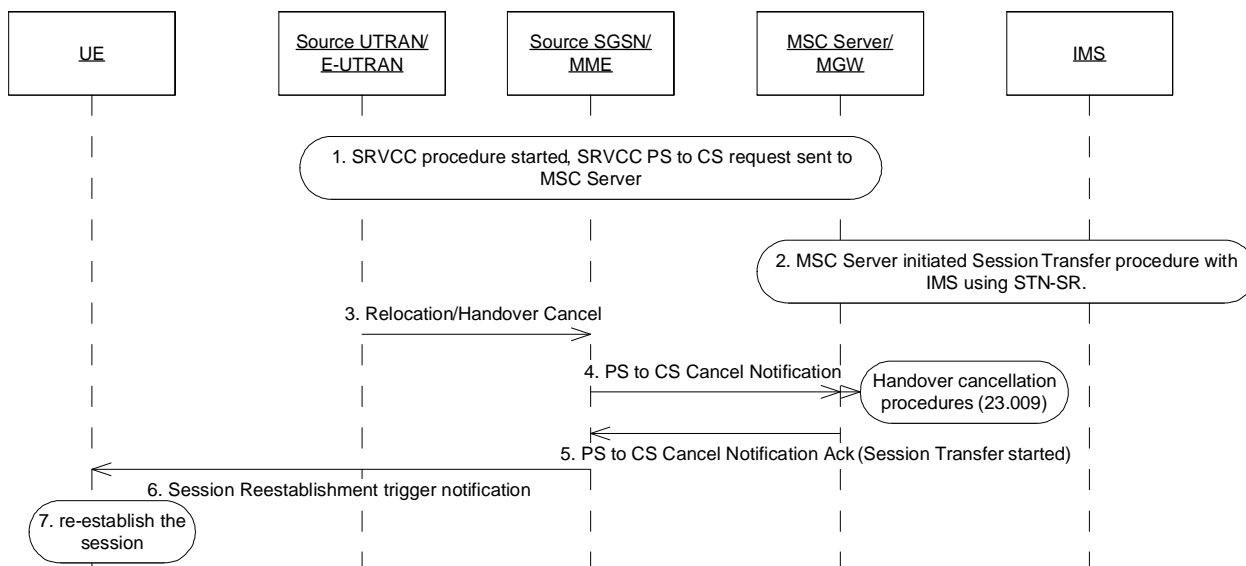 UE
Source UTRAN/
E-UTRAN
Source SGSN/
MME
MSC Server/
MGW
IMS
1. SRVCC procedure started, SRVCC PS to CS request sent to
MSC Server
2. MSC Server initiated Session Transfer procedure with
IMS using STN-SR.
3. Relocation/Handover Cancel
4. PS to CS Cancel Notification
Handover cancellation
procedures (23.009)
5. PS to CS Cancel Notification Ack (Session Transfer started)
6. Session Reestablishment trigger notification
7. re-establish the
session